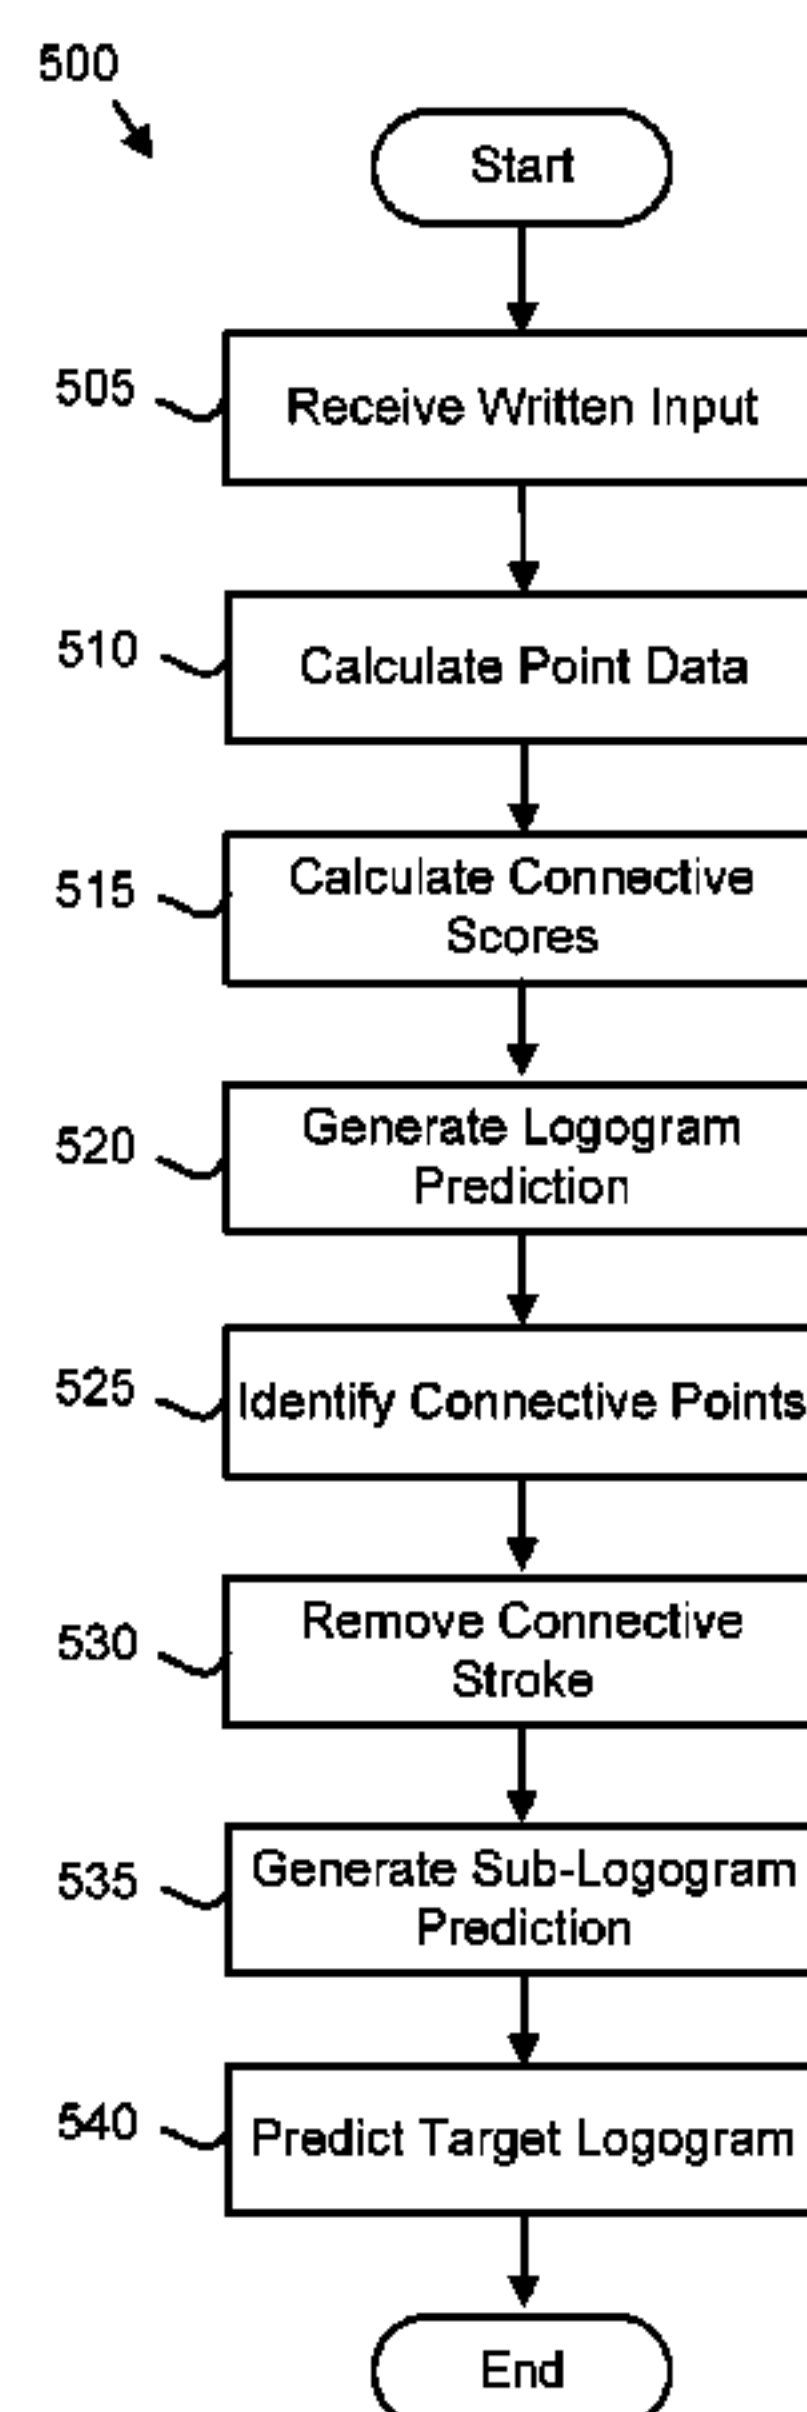 500
Start
505
Receive Written Input
510
Calculate Point Data
515
Calculate Connective
Scores
520
Generate Logogram
Prediction
525
Identify Connective Points
530
Remove Connective
Stroke
535
Generate Sub-Logogram
Prediction
540
Predict Target Logogram
End